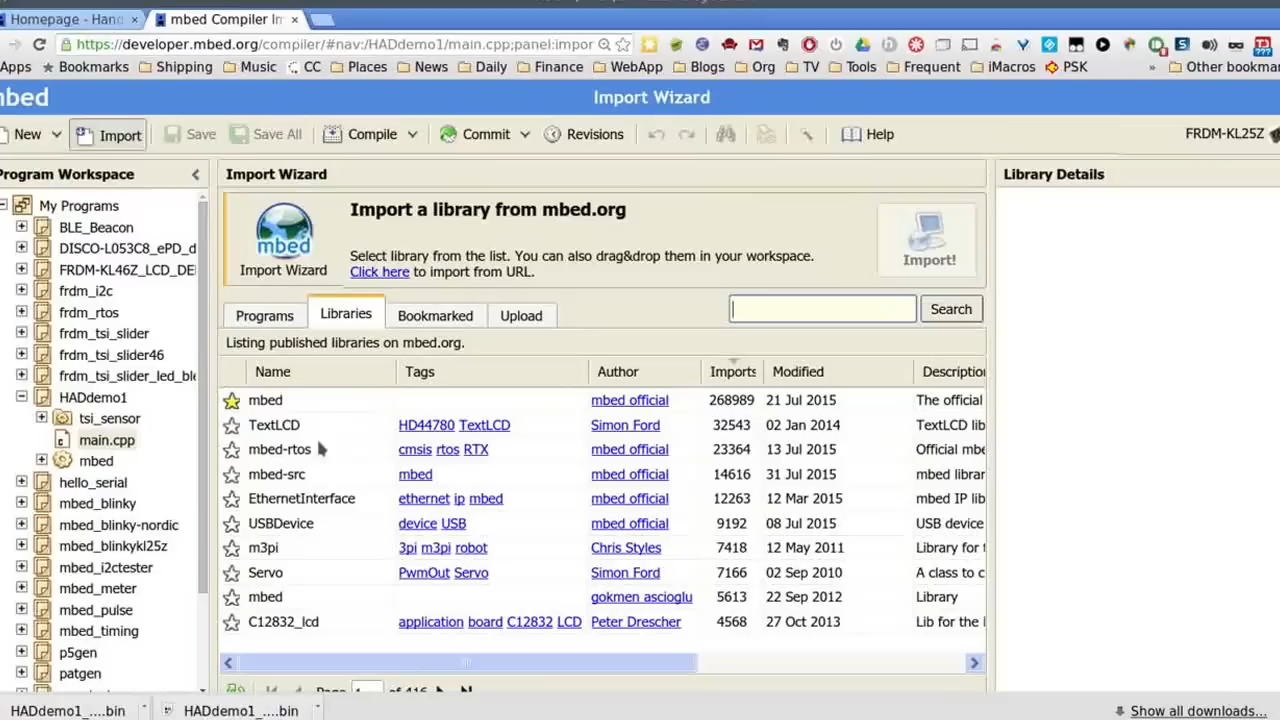 Homepage - Hand × mbed Compiler Im ×
https://developer.mbed.org/compiler/#nav:/HADdemo1/main.cpp;panel:impor
Apps Bookmarks Shipping Music CC Places News Daily Finance WebApp Blogs Org TV Tools Frequent iMacros PSK » Other bookmar
mbed Import Wizard
New Import Save Save All Compile Commit Revisions Help FRDM-KL25Z
Program Workspace
My Programs
BLE_Beacon
DISCO-L053C8_ePD_d
FRDM-KL46Z_LCD_DE
frdm_i2c
frdm_rtos
frdm_tsi_slider
frdm_tsi_slider46
frdm_tsi_slider_led_bl
HADdemo1
tsi_sensor
main.cpp
mbed
hello_serial
mbed_blinky
mbed_blinky-nordic
mbed_blinkykl25z
mbed_i2ctester
mbed_meter
mbed_pulse
mbed_timing
p5gen
patgen
Import Wizard
mbed
Import Wizard
Import a library from mbed.org
Select library from the list. You can also drag&drop them in your workspace.
Click here to import from URL.
Import!
Programs Libraries Bookmarked Upload Search
Listing published libraries on mbed.org.
Name Tags Author Imports Modified Descriptio
mbed mbed official 268989 21 Jul 2015 The official
TextLCD HD44780 TextLCD Simon Ford 32543 02 Jan 2014 TextLCD lib
mbed-rtos cmsis rtos RTX mbed official 23364 13 Jul 2015 Official mbe
mbed-src mbed mbed official 14616 31 Jul 2015 mbed librar
EthernetInterface ethernet ip mbed mbed official 12263 12 Mar 2015 mbed IP lib
USBDevice device USB mbed official 9192 08 Jul 2015 USB device
m3pi 3pi m3pi robot Chris Styles 7418 12 May 2011 Library for
Servo PwmOut Servo Simon Ford 7166 02 Sep 2010 A class to c
mbed gokmen ascioglu 5613 22 Sep 2012 Library
C12832_lcd application board C12832 LCD Peter Drescher 4568 27 Oct 2013 Lib for the
Page 1 of 416
Library Details
HADdemo1_....bin HADdemo1_....bin Show all downloads...